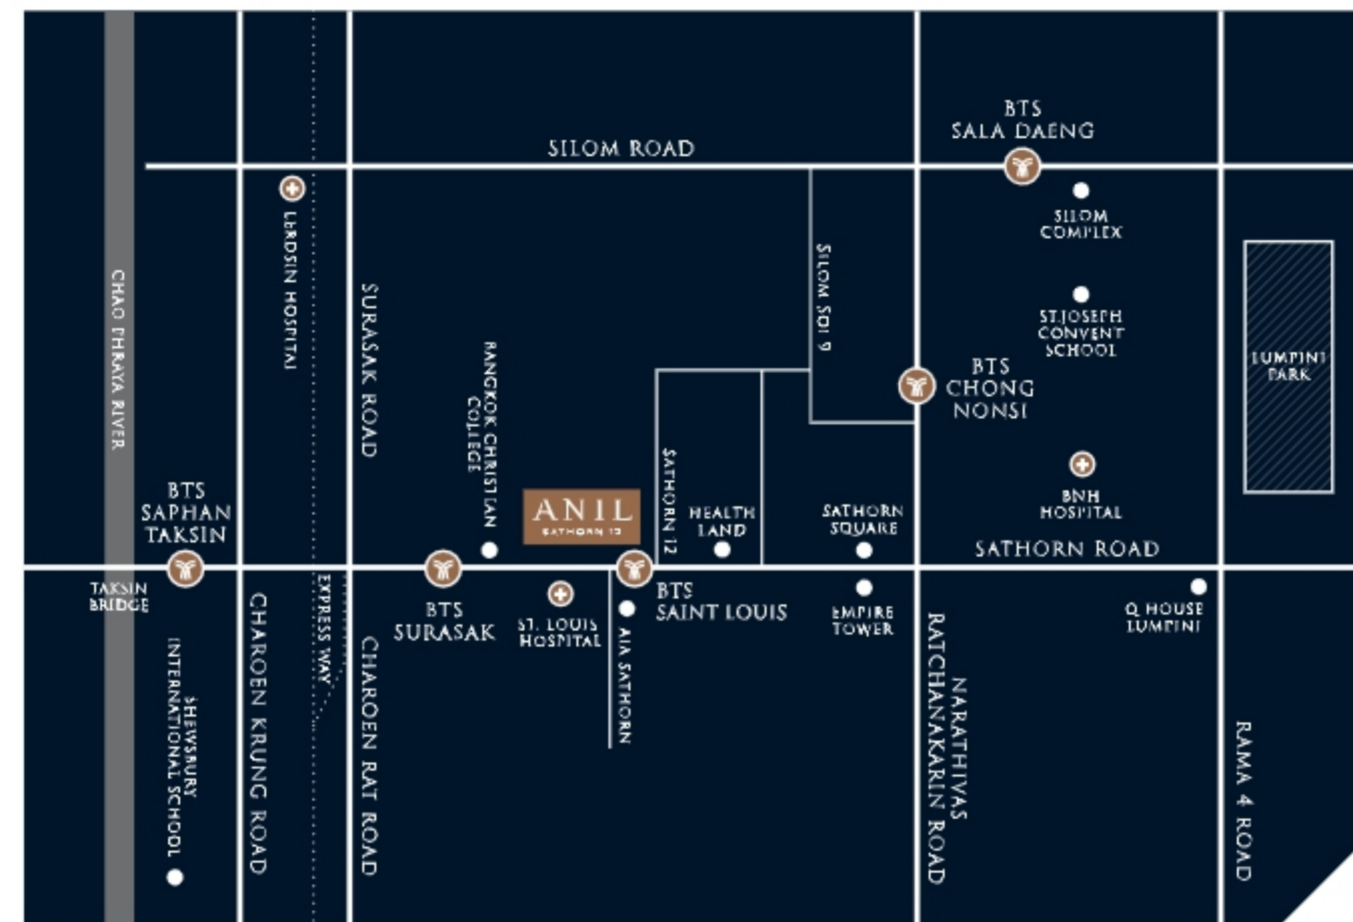 BTS
SALA DAENG
SILOM ROAD
SILOM
COMPLEX
LERDSIN HOSPITAL
CHAO PHRAYA RIVER
SURASAK ROAD
SILOM SOI 9
ST.JOSEPH
CONVENT
SCHOOL
LUMPINI
PARK
BTS
CHONG
NONSI
BANGKOK CHRISTIAN
COLLEGE
BTS
SAPHAN
TAKSIN
ANIL
SATHORN 12
SATHORN 12
HEALTH
LAND
SATHORN
SQUARE
BNH
HOSPITAL
SATHORN ROAD
TAKSIN
BRIDGE
EXPRESS WAY
BTS
SURASAK
ST. LOUIS
HOSPITAL
BTS
SAINT LOUIS
AIA SATHORN
EMPIRE
TOWER
Q HOUSE
LUMPINI
SHEWSBURY
INTERNATIONAL SCHOOL
CHAROEN KRUNG ROAD
CHAROEN RAT ROAD
NARATHIVAS
RATCHANAKARIN ROAD
RAMA 4 ROAD